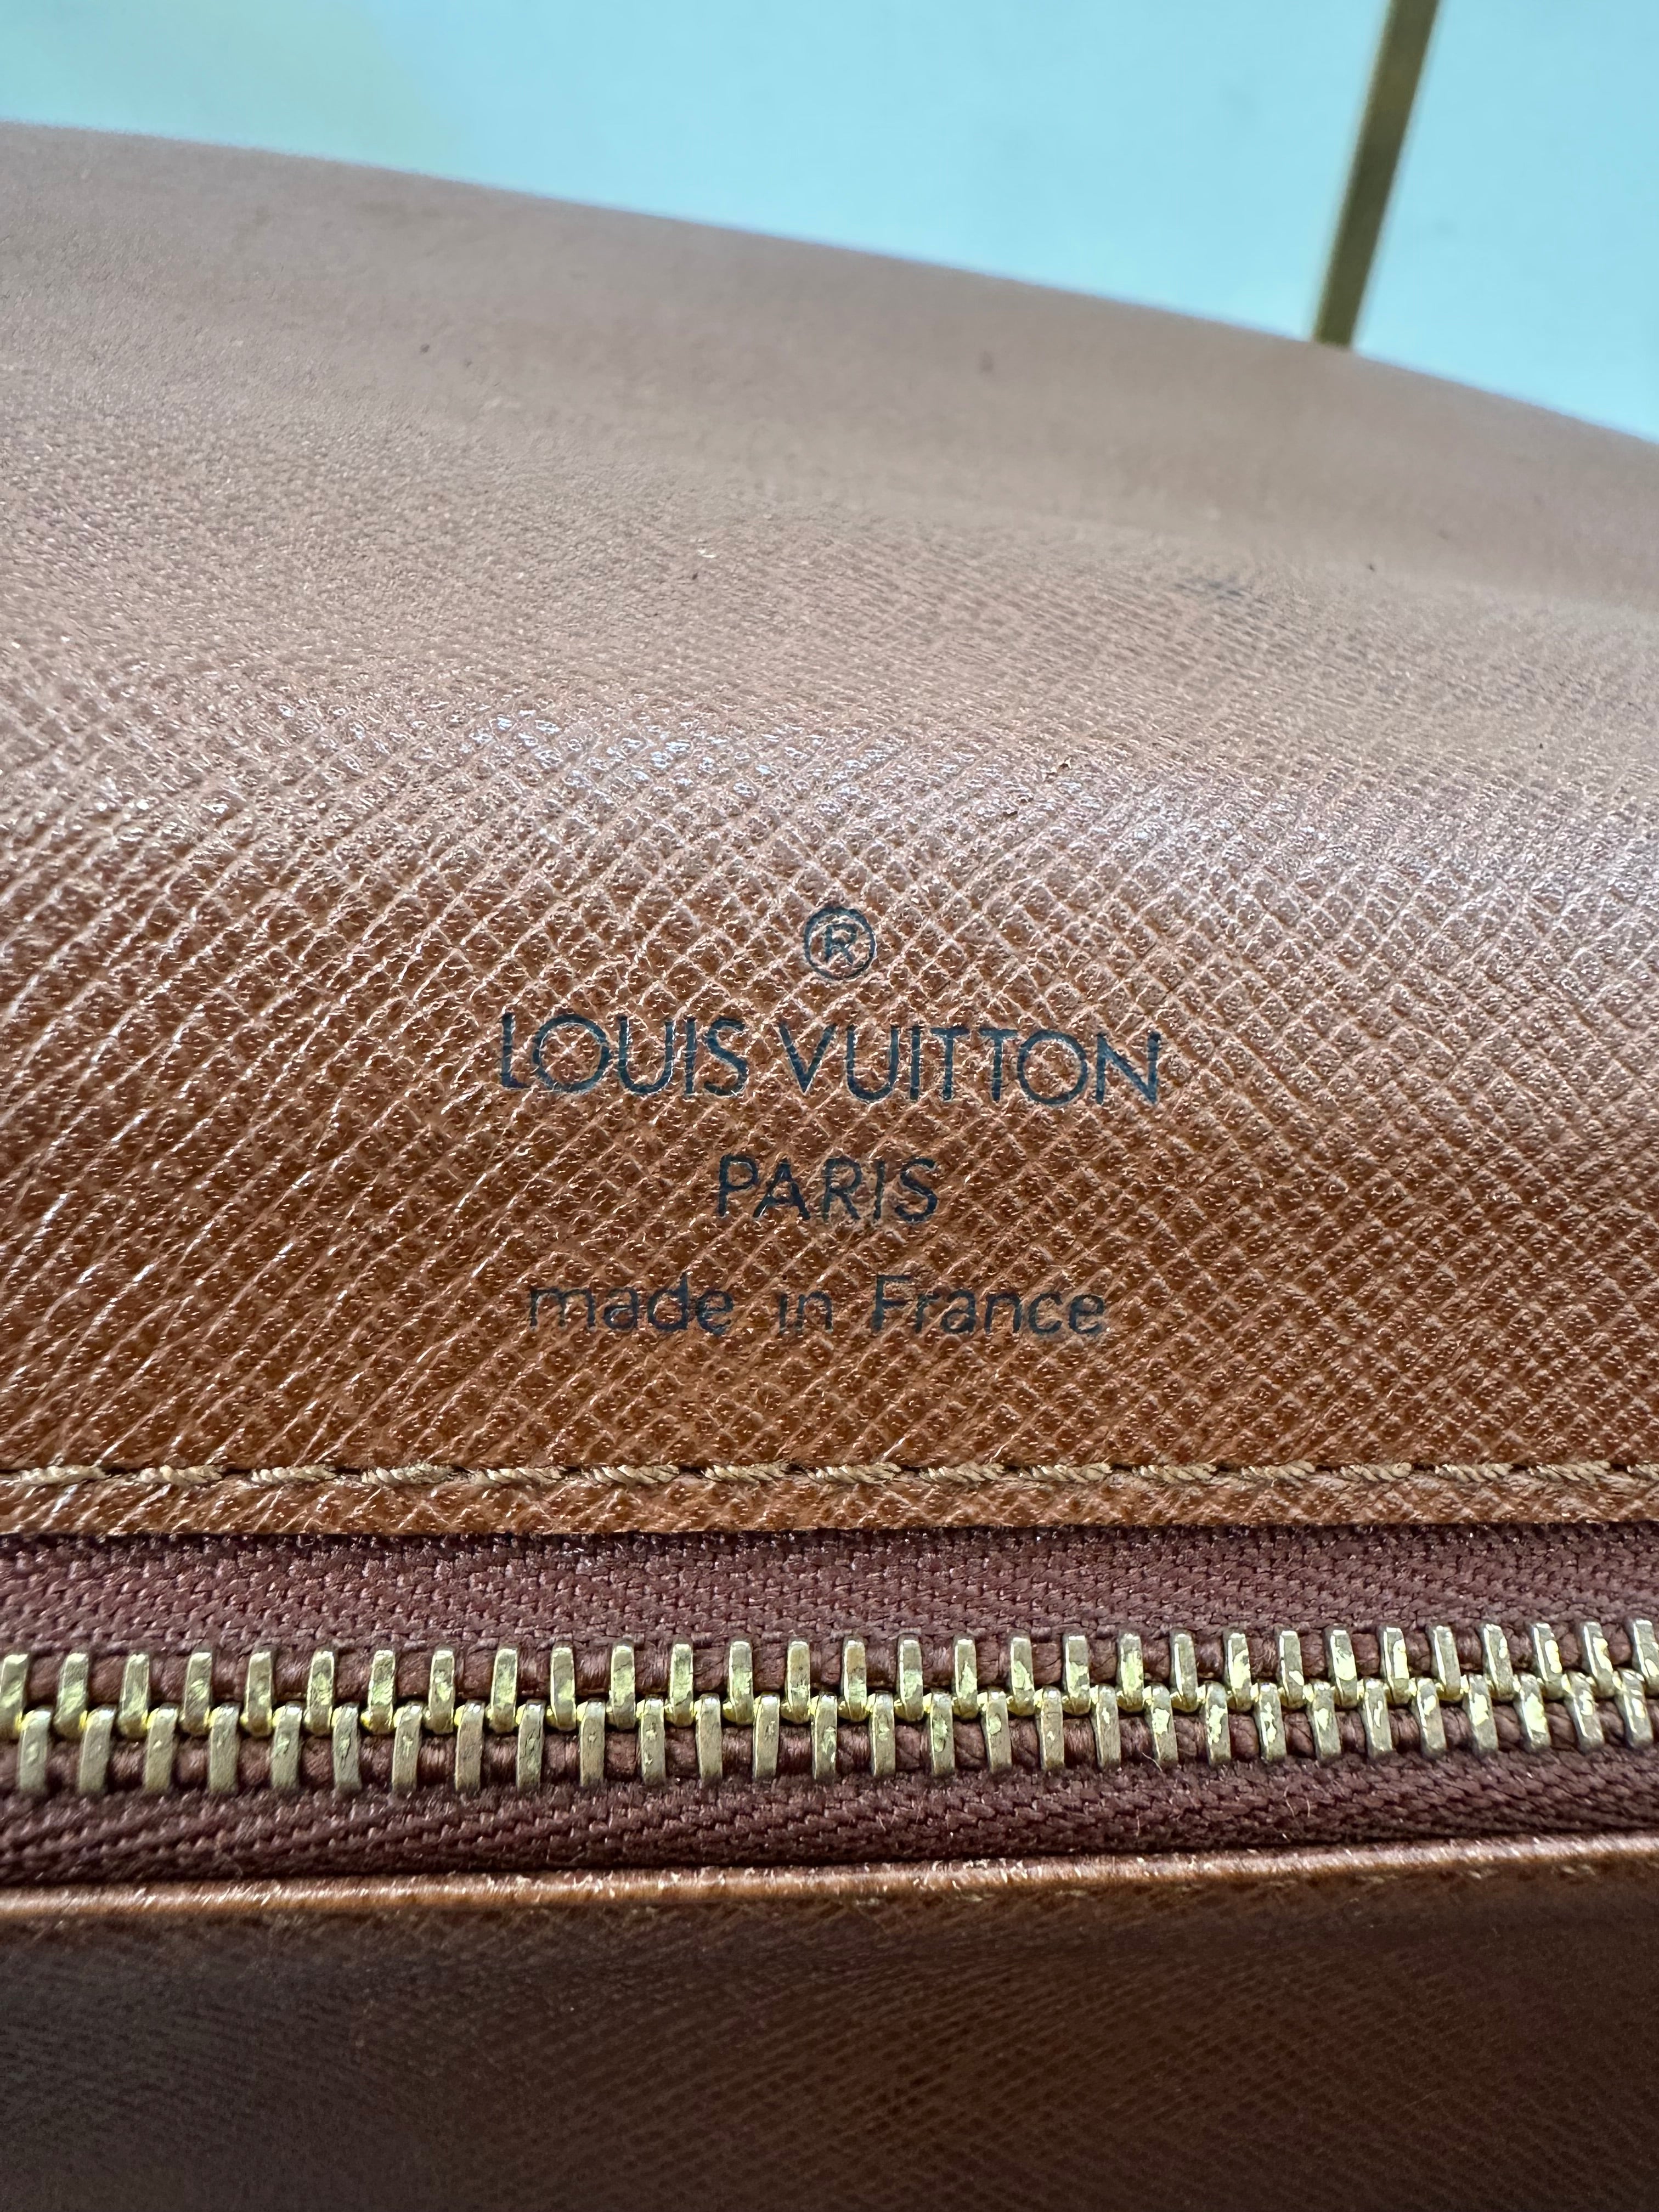 ®
LOUIS VUITTON
PARIS
made in France